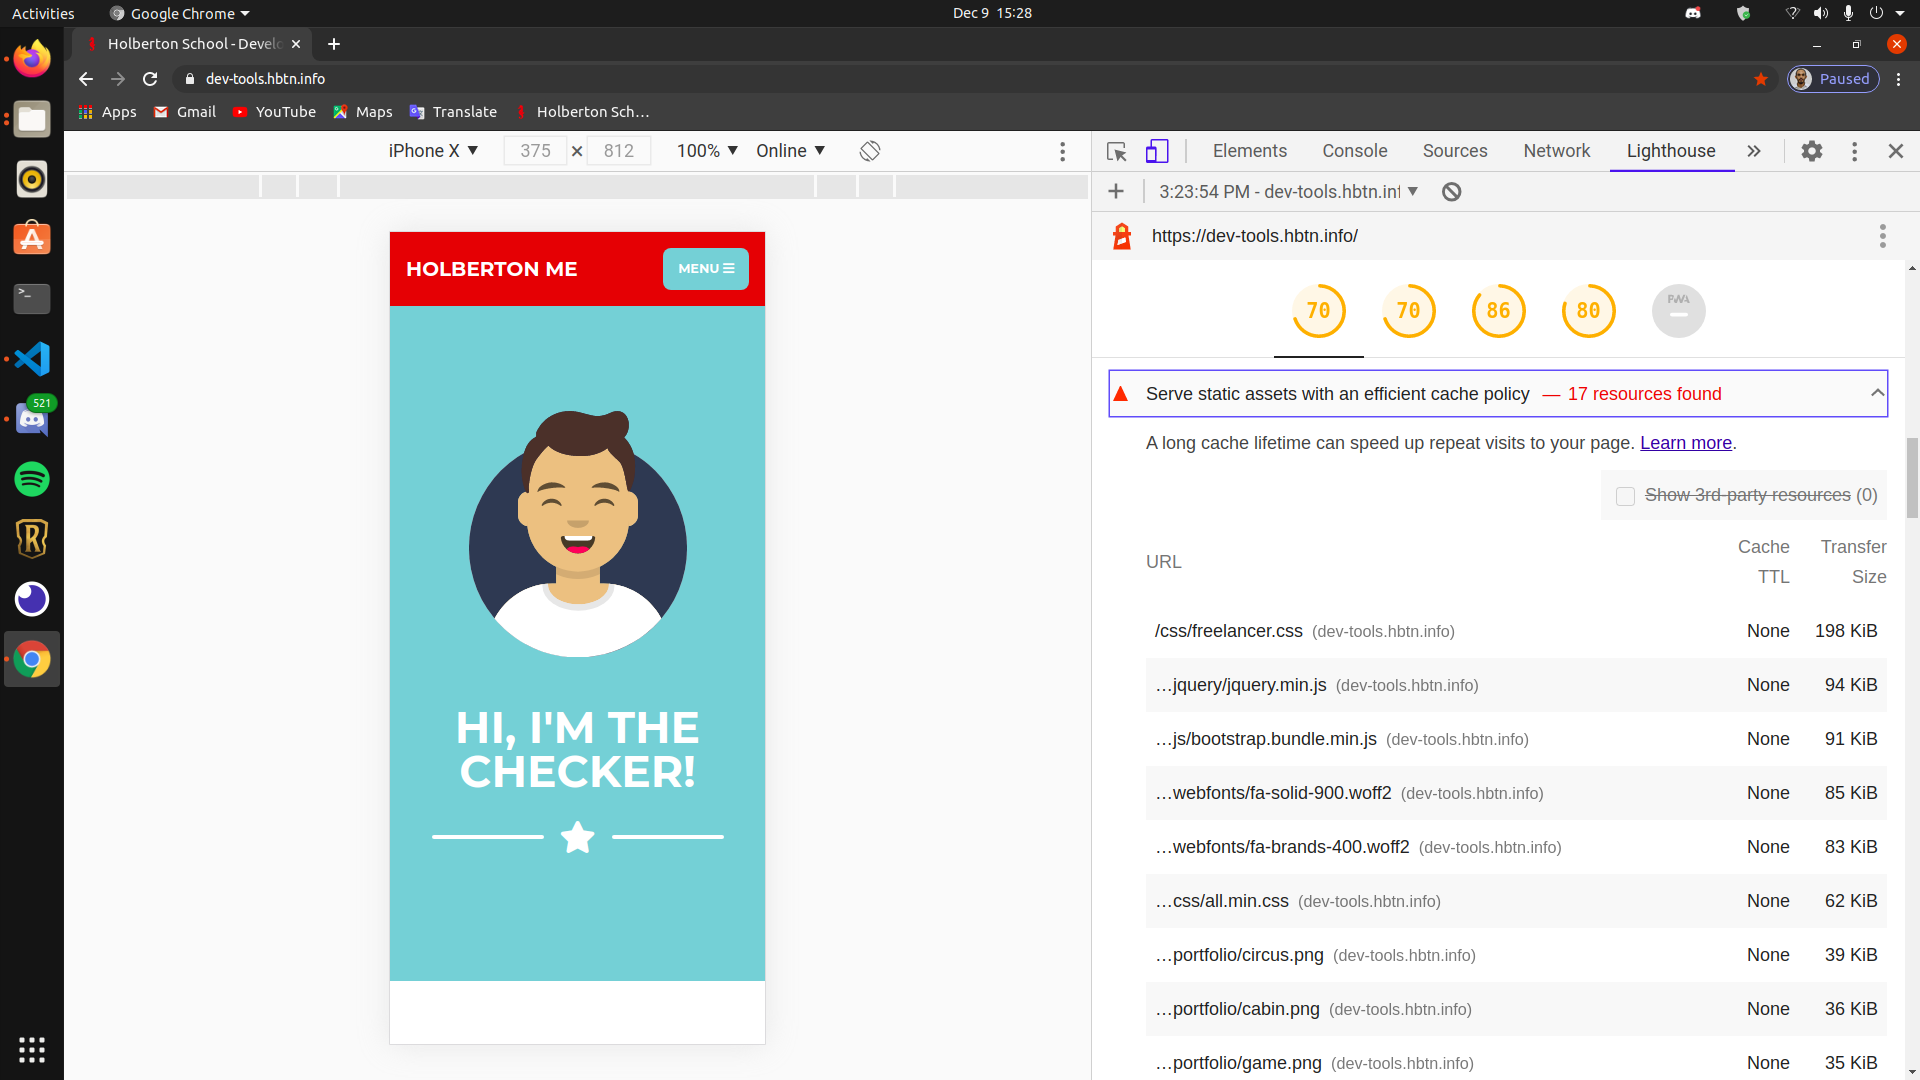 Activities
Google Chrome
Dec 9 15:28
Holberton School - Develo
dev-tools.hbtn.info
Paused
Apps
Gmail
YouTube
Maps
Translate
Holberton Sch…
iPhone X
375 × 812
100%
Online
Elements
Console
Sources
Network
Lighthouse
3:23:54 PM - dev-tools.hbtn.inf
https://dev-tools.hbtn.info/
521
HOLBERTON ME
MENU
HI, I'M THE
CHECKER!
70
70
86
80
PWA
Serve static assets with an efficient cache policy — 17 resources found
A long cache lifetime can speed up repeat visits to your page. Learn more.
Show 3rd-party resources (0)
URL
Cache TTL
Transfer Size
/css/freelancer.css (dev-tools.hbtn.info) None 198 KiB
…jquery/jquery.min.js (dev-tools.hbtn.info) None 94 KiB
…js/bootstrap.bundle.min.js (dev-tools.hbtn.info) None 91 KiB
…webfonts/fa-solid-900.woff2 (dev-tools.hbtn.info) None 85 KiB
…webfonts/fa-brands-400.woff2 (dev-tools.hbtn.info) None 83 KiB
…css/all.min.css (dev-tools.hbtn.info) None 62 KiB
…portfolio/circus.png (dev-tools.hbtn.info) None 39 KiB
…portfolio/cabin.png (dev-tools.hbtn.info) None 36 KiB
…portfolio/game.png (dev-tools.hbtn.info) None 35 KiB